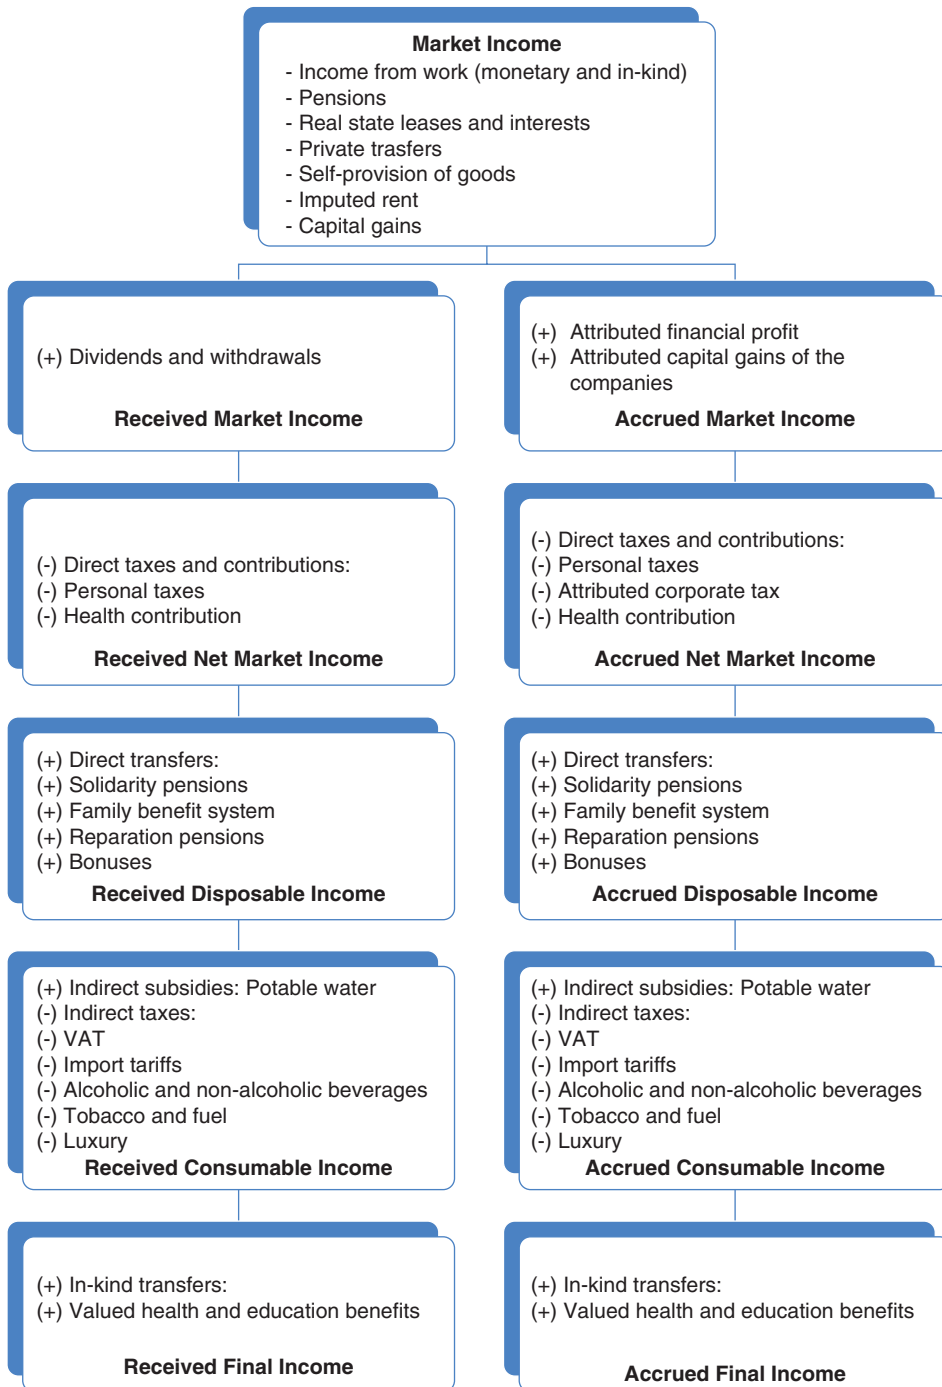 Market Income
- Income from work (monetary and in-kind)
- Pensions
- Real state leases and interests
- Private trasfers
- Self-provision of goods
- Imputed rent
- Capital gains
(+) Dividends and withdrawals
Received Market Income
(+) Attributed financial profit
(+) Attributed capital gains of the
companies
Accrued Market Income
(-) Direct taxes and contributions:
(-) Personal taxes
(-) Health contribution
Received Net Market Income
(-) Direct taxes and contributions:
(-) Personal taxes
(-) Attributed corporate tax
(-) Health contribution
Accrued Net Market Income
(+) Direct transfers:
(+) Solidarity pensions
(+) Family benefit system
(+) Reparation pensions
(+) Bonuses
Received Disposable Income
(+) Direct transfers:
(+) Solidarity pensions
(+) Family benefit system
(+) Reparation pensions
(+) Bonuses
Accrued Disposable Income
(+) Indirect subsidies: Potable water
(-) Indirect taxes:
(-) VAT
(-) Import tariffs
(-) Alcoholic and non-alcoholic beverages
(-) Tobacco and fuel
(-) Luxury
Received Consumable Income
(+) Indirect subsidies: Potable water
(-) Indirect taxes:
(-) VAT
(-) Import tariffs
(-) Alcoholic and non-alcoholic beverages
(-) Tobacco and fuel
(-) Luxury
Accrued Consumable Income
(+) In-kind transfers:
(+) Valued health and education benefits
Received Final Income
(+) In-kind transfers:
(+) Valued health and education benefits
Accrued Final Income